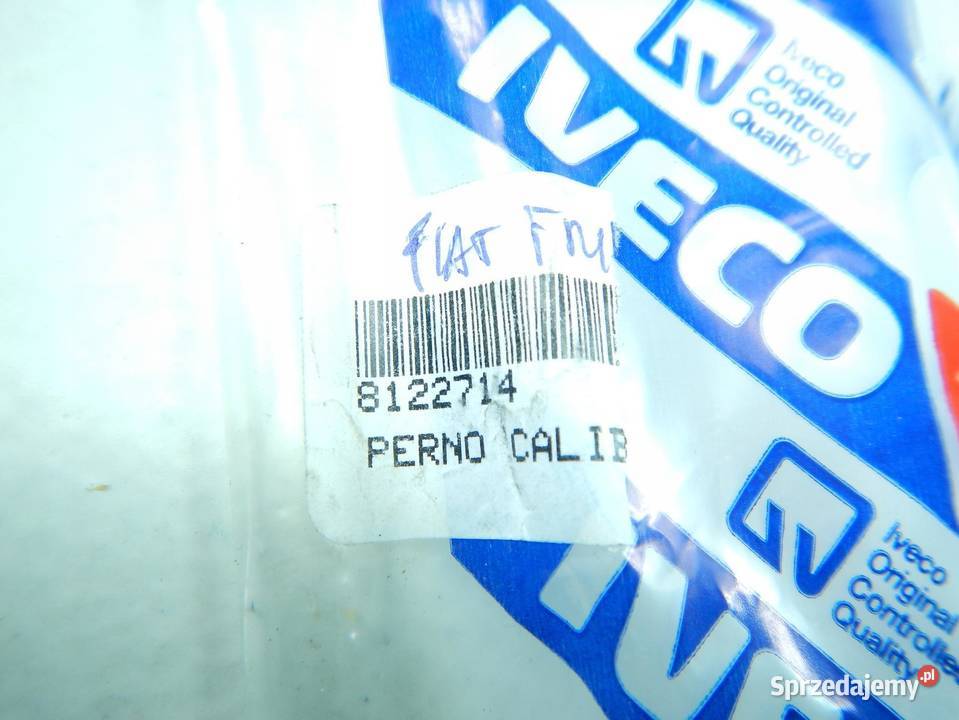 IVECO
Iveco
Original
Controlled
Quality
8122714
PERNO CALIB
Iveco
Original
Controlled
Quality
Sprzedajemy.pl